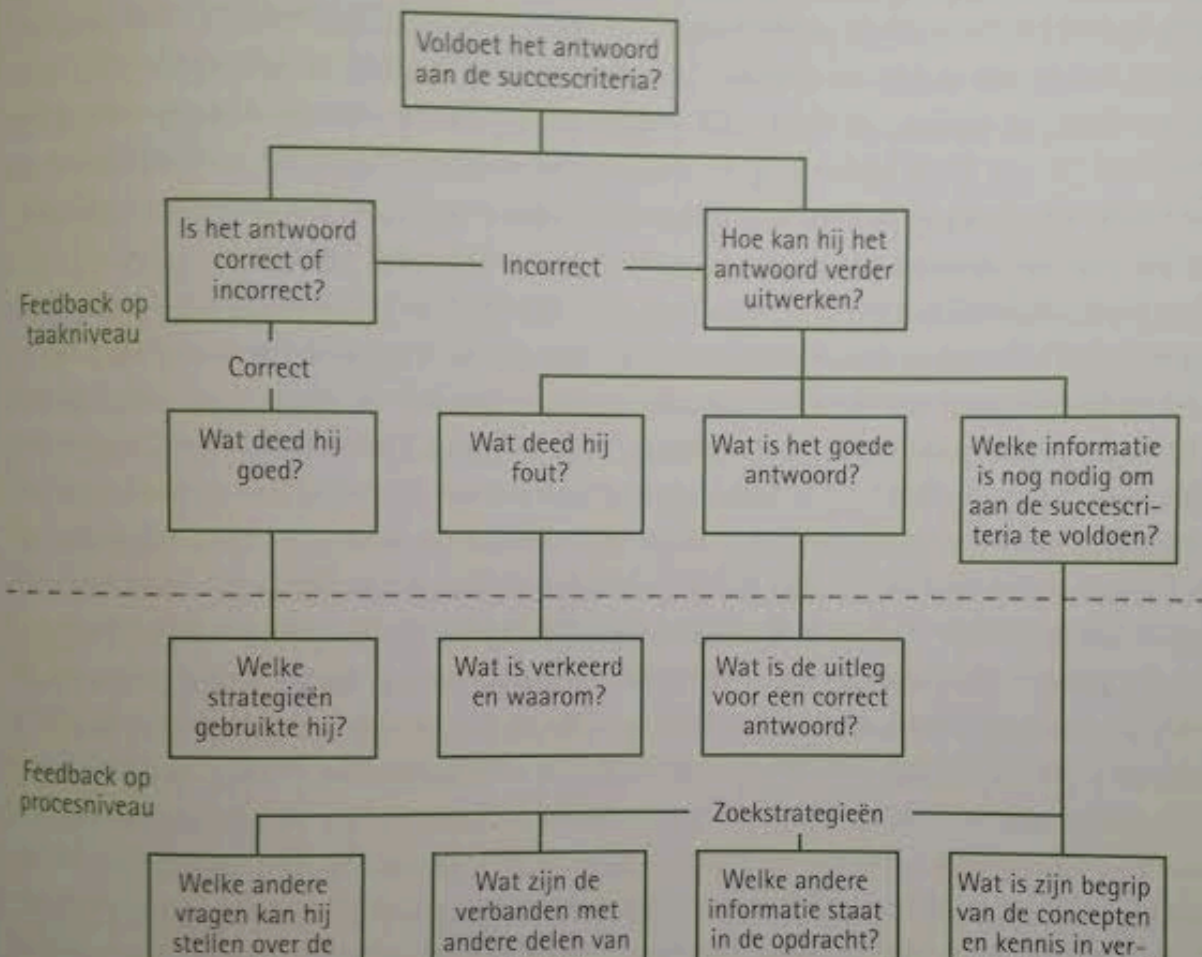 Voldoet het antwoord
aan de succescriteria?
Is het antwoord
correct of
incorrect?
Incorrect
Hoe kan hij het
antwoord verder
uitwerken?
Feedback op
taakniveau
Correct
Wat deed hij
goed?
Wat deed hij
fout?
Wat is het goede
antwoord?
Welke informatie
is nog nodig om
aan de succescri-
teria te voldoen?
Welke
strategieën
gebruikte hij?
Wat is verkeerd
en waarom?
Wat is de uitleg
voor een correct
antwoord?
Feedback op
procesniveau
Zoekstrategieën
Welke andere
vragen kan hij
stellen over de
Wat zijn de
verbanden met
andere delen van
Welke andere
informatie staat
in de opdracht?
Wat is zijn begrip
van de concepten
en kennis in ver-